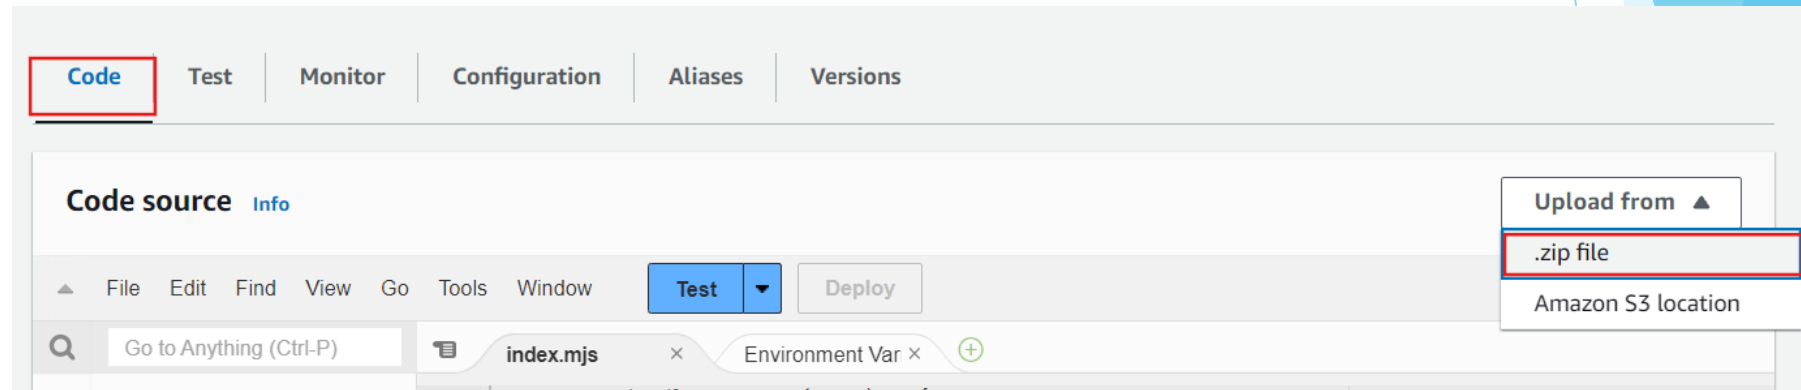 Code Test Monitor Configuration Aliases Versions
Code source Info
Upload from
.zip file
Amazon S3 location
File Edit Find View Go Tools Window Test Deploy
Go to Anything (Ctrl-P)
index.mjs Environment Var